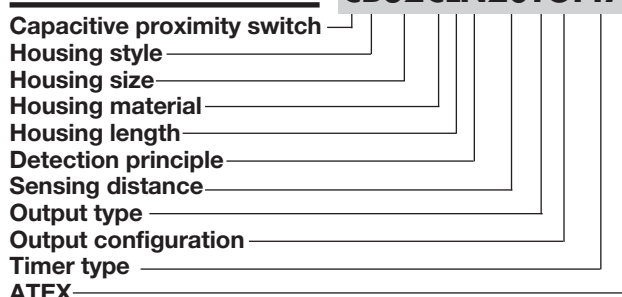 Capacitive proximity switch
Housing style
Housing size
Housing material
Housing length
Detection principle
Sensing distance
Output type
Output configuration
Timer type
ATEX